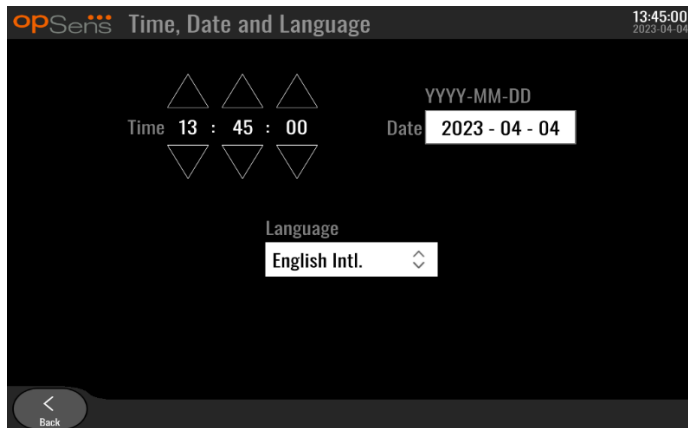 opSens Time, Date and Language 13:45:00
2023-04-04
YYYY-MM-DD
Time 13 : 45 : 00 Date 2023 - 04 - 04
Language
English Intl.
Back